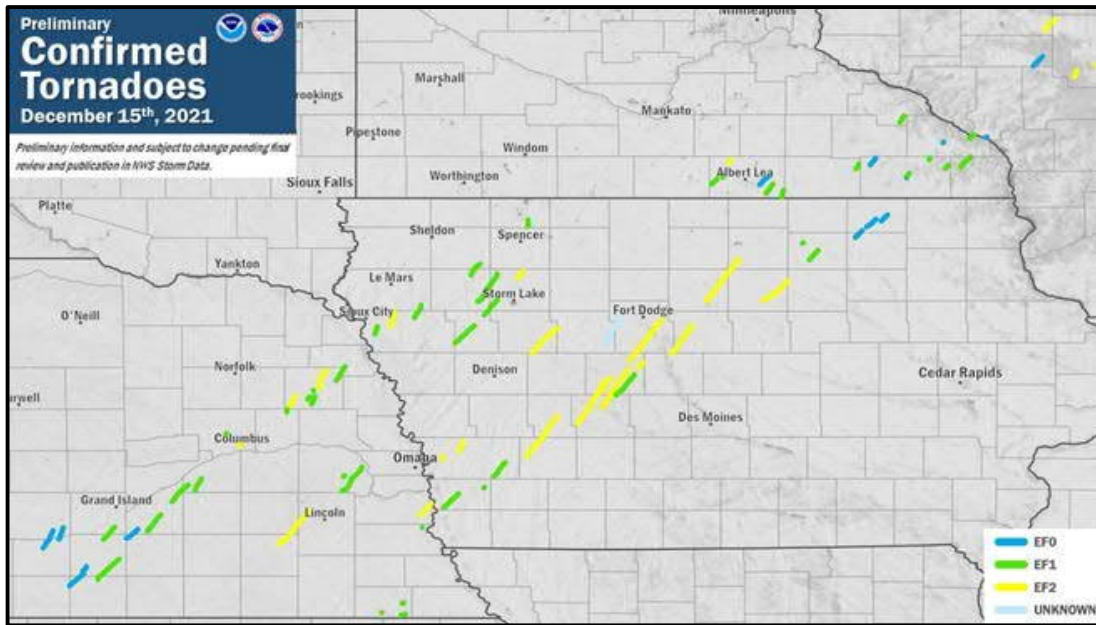 Preliminary
Confirmed
Tornadoes
December 15th, 2021
Preliminary information and subject to change pending final
review and publication in NWS Storm Data.
Minneapolis
Marshall
rookings
Mankato
Pipestone
Windom
Albert Lea
Worthington
Sioux Falls
Platte
Sheldon
Spencer
Yankton
Le Mars
Storm Lake
O'Neill
Sioux City
Fort Dodge
Norfolk
Denison
Cedar Rapids
rwell
Des Moines
Columbus
Omaha
Grand Island
Lincoln
EF0
EF1
EF2
UNKNOWN